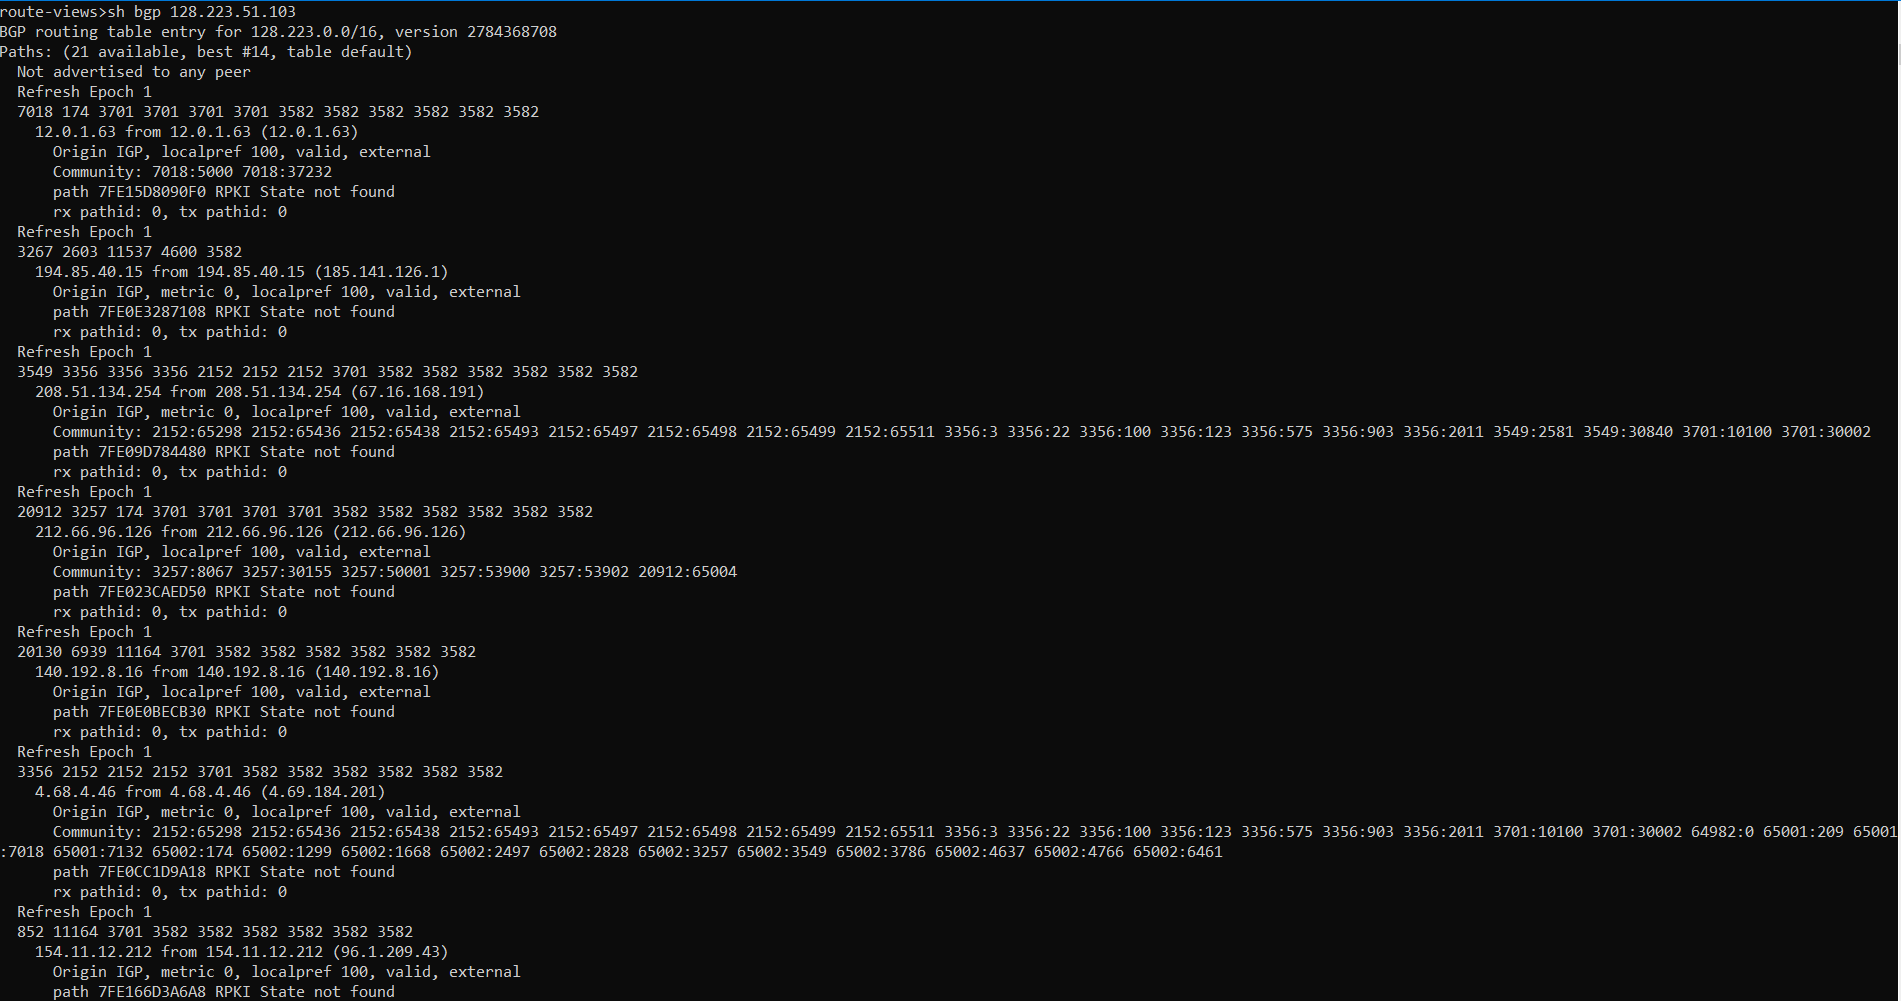 route-views>sh bgp 128.223.51.103
BGP routing table entry for 128.223.0.0/16, version 2784368708
Paths: (21 available, best #14, table default)
  Not advertised to any peer
  Refresh Epoch 1
  7018 174 3701 3701 3701 3701 3582 3582 3582 3582 3582 3582
    12.0.1.63 from 12.0.1.63 (12.0.1.63)
      Origin IGP, localpref 100, valid, external
      Community: 7018:5000 7018:37232
      path 7FE15D8090F0 RPKI State not found
      rx pathid: 0, tx pathid: 0
  Refresh Epoch 1
  3267 2603 11537 4600 3582
    194.85.40.15 from 194.85.40.15 (185.141.126.1)
      Origin IGP, metric 0, localpref 100, valid, external
      path 7FE0E3287108 RPKI State not found
      rx pathid: 0, tx pathid: 0
  Refresh Epoch 1
  3549 3356 3356 3356 2152 2152 2152 3701 3582 3582 3582 3582 3582 3582
    208.51.134.254 from 208.51.134.254 (67.16.168.191)
      Origin IGP, metric 0, localpref 100, valid, external
      Community: 2152:65298 2152:65436 2152:65438 2152:65493 2152:65497 2152:65498 2152:65499 2152:65511 3356:3 3356:22 3356:100 3356:123 3356:575 3356:903 3356:2011 3549:2581 3549:30840 3701:10100 3701:30002
      path 7FE09D784480 RPKI State not found
      rx pathid: 0, tx pathid: 0
  Refresh Epoch 1
  20912 3257 174 3701 3701 3701 3701 3582 3582 3582 3582 3582 3582
    212.66.96.126 from 212.66.96.126 (212.66.96.126)
      Origin IGP, localpref 100, valid, external
      Community: 3257:8067 3257:30155 3257:50001 3257:53900 3257:53902 20912:65004
      path 7FE023CAED50 RPKI State not found
      rx pathid: 0, tx pathid: 0
  Refresh Epoch 1
  20130 6939 11164 3701 3582 3582 3582 3582 3582 3582
    140.192.8.16 from 140.192.8.16 (140.192.8.16)
      Origin IGP, localpref 100, valid, external
      path 7FE0E0BECB30 RPKI State not found
      rx pathid: 0, tx pathid: 0
  Refresh Epoch 1
  3356 2152 2152 2152 3701 3582 3582 3582 3582 3582 3582
    4.68.4.46 from 4.68.4.46 (4.69.184.201)
      Origin IGP, metric 0, localpref 100, valid, external
      Community: 2152:65298 2152:65436 2152:65438 2152:65493 2152:65497 2152:65498 2152:65499 2152:65511 3356:3 3356:22 3356:100 3356:123 3356:575 3356:903 3356:2011 3701:10100 3701:30002 64982:0 65001:209 65001
:7018 65001:7132 65002:174 65002:1299 65002:1668 65002:2497 65002:2828 65002:3257 65002:3549 65002:3786 65002:4637 65002:4766 65002:6461
      path 7FE0CC1D9A18 RPKI State not found
      rx pathid: 0, tx pathid: 0
  Refresh Epoch 1
  852 11164 3701 3582 3582 3582 3582 3582 3582
    154.11.12.212 from 154.11.12.212 (96.1.209.43)
      Origin IGP, metric 0, localpref 100, valid, external
      path 7FE166D3A6A8 RPKI State not found